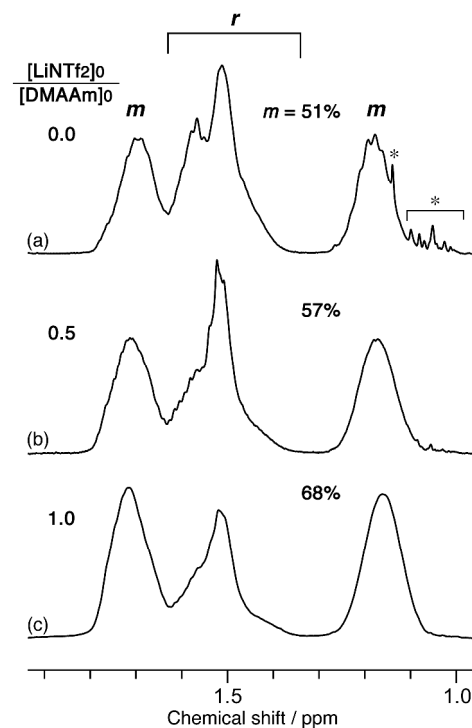 r
[LiNTf2]0
[DMAAm]0
m
m = 51%
m
0.0
*
*
(a)
0.5
57%
(b)
1.0
68%
(c)
1.5
1.0
Chemical shift / ppm